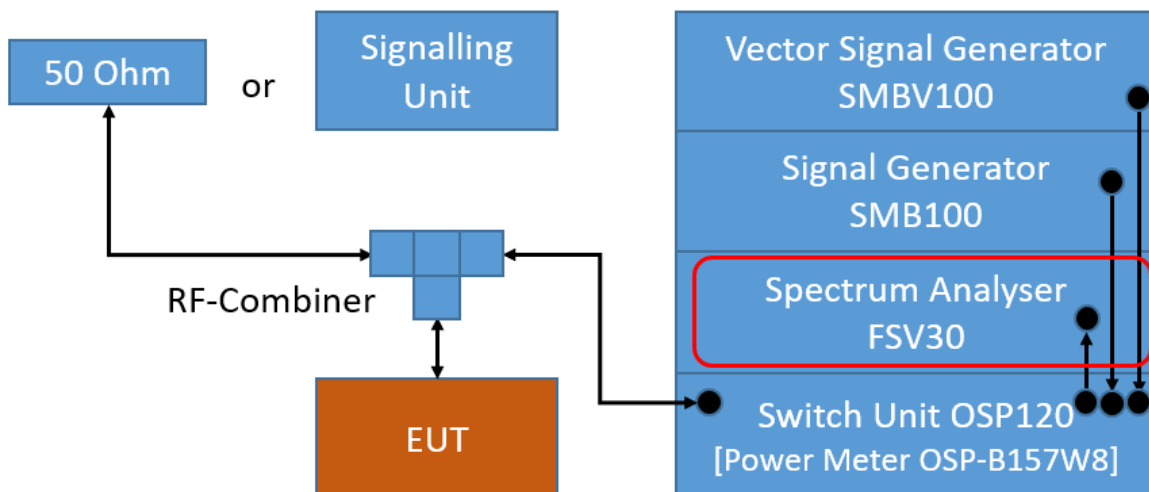 50 Ohm
or
Signalling
Unit
Vector Signal Generator
SMBV100
Signal Generator
SMB100
RF-Combiner
Spectrum Analyser
FSV30
EUT
Switch Unit OSP120
[Power Meter OSP-B157W8]